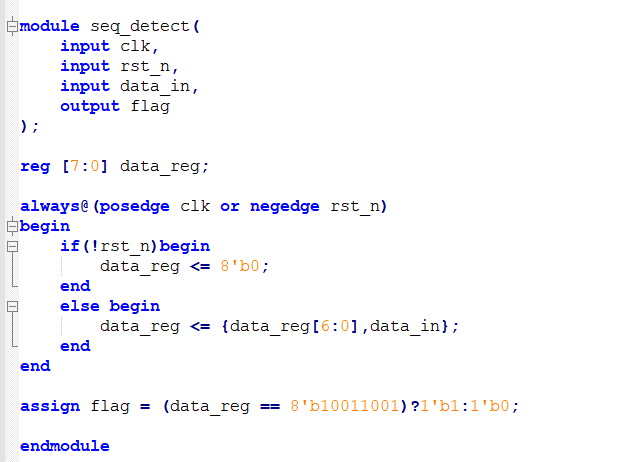 module seq_detect(
    input clk,
    input rst_n,
    input data_in,
    output flag
);
reg [7:0] data_reg;
always@(posedge clk or negedge rst_n)
begin
    if(!rst_n)begin
        data_reg <= 8'b0;
    end
    else begin
        data_reg <= {data_reg[6:0],data_in};
    end
end
assign flag = (data_reg == 8'b10011001)?1'b1:1'b0;
endmodule